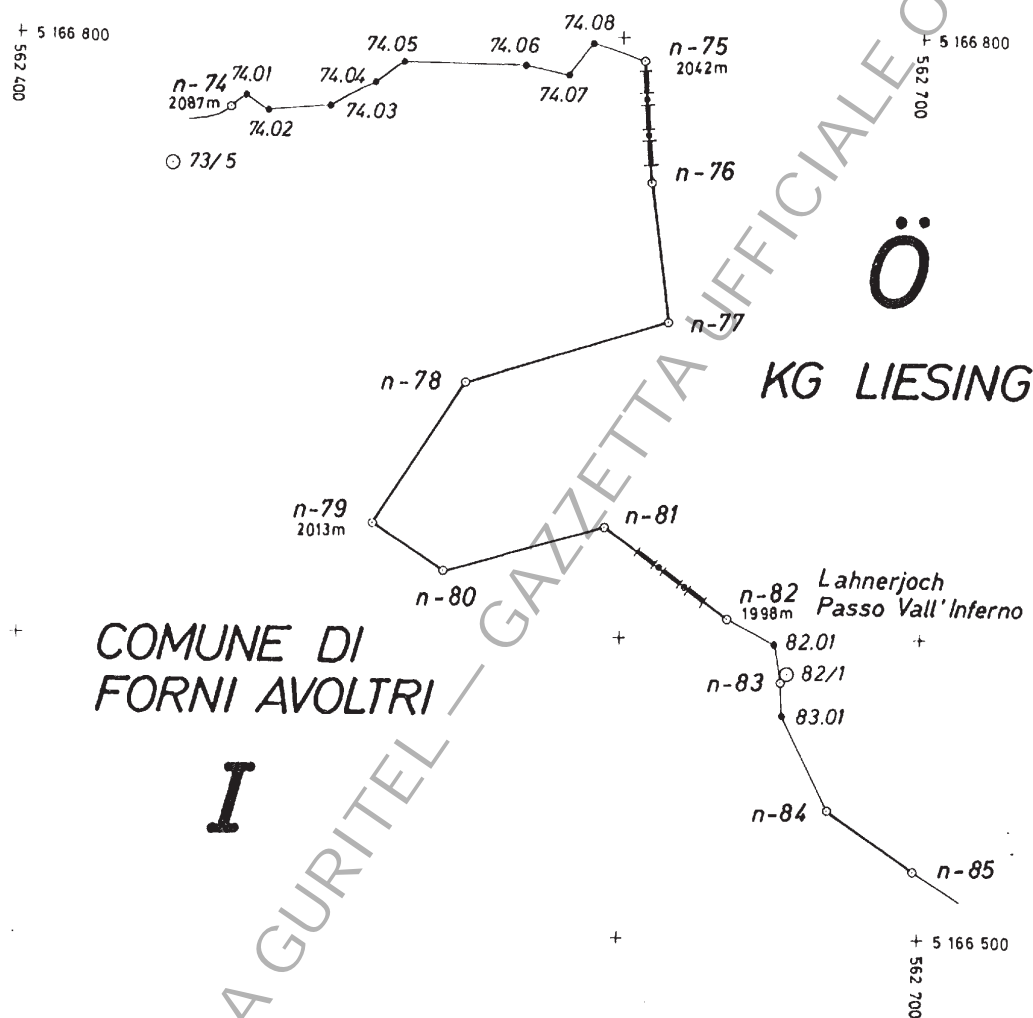 5 166 800
562 400
74.08
n-75
2042m
5 166 800
562 700
74.05
74.06
74.07
n-74
2087m
74.01
74.04
74.03
74.02
73/5
n-76
Ö
n-77
KG LIESING
n-78
n-79
2013m
n-81
n-80
n-82
1998m
Lahnerjoch
Passo Vall'Inferno
82.01
COMUNE DI
FORNI AVOLTRI
n-83
82/1
83.01
I
n-84
n-85
5 166 500
562 700
A GURITEL — GAZZETTA UFFICIALE